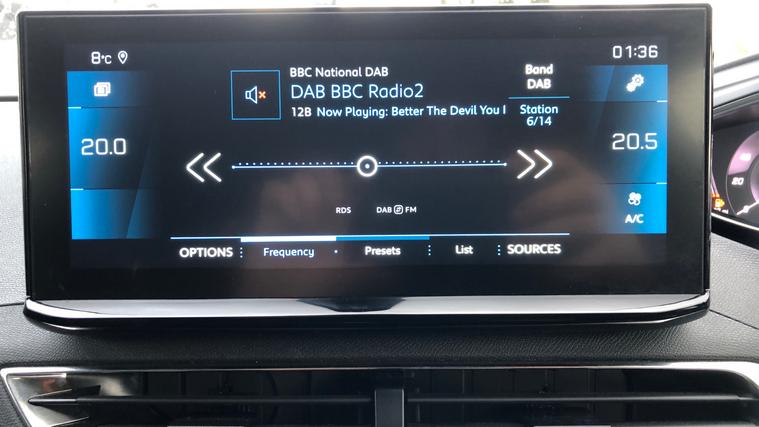 8°C
01:36
BBC National DAB
DAB BBC Radio2
12B Now Playing: Better The Devil You
Band
DAB
Station
6/14
20.0
20.5
RDS
DAB FM
A/C
OPTIONS
Frequency
Presets
List
SOURCES
20